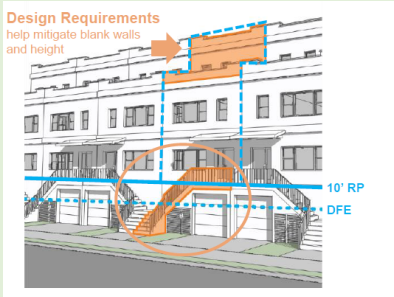 Design Requirements
help mitigate blank walls
and height
10' RP
DFE